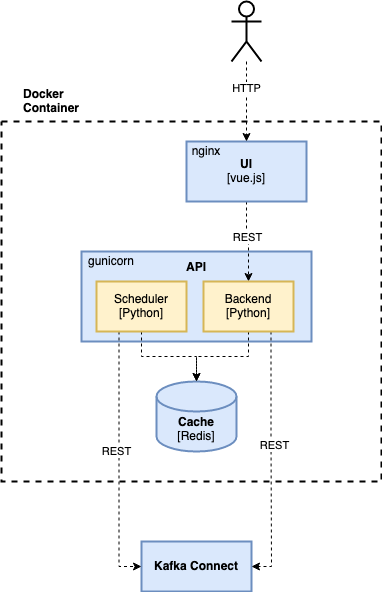 Docker
Container
HTTP
nginx
UI
[vue.js]
REST
gunicorn
API
Scheduler
[Python]
Backend
[Python]
Cache
[Redis]
REST
REST
Kafka Connect